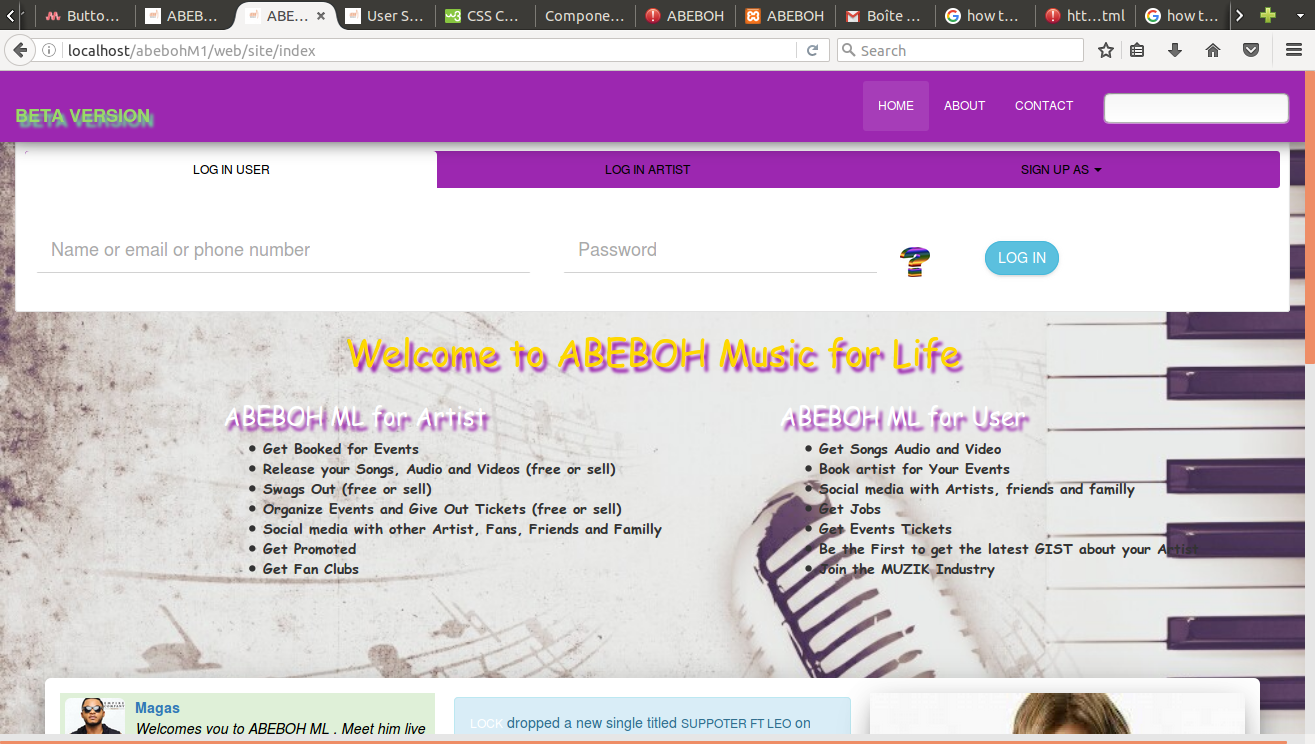 Butto...
ABEB...
ABE...
User S...
CSS C...
Compone...
ABEBOH
ABEBOH
Boîte ...
how t...
htt...tml
how t...
localhost/abebohM1/web/site/index
Search
BETA VERSION
HOME
ABOUT
CONTACT
LOG IN USER
LOG IN ARTIST
SIGN UP AS
Name or email or phone number
Password
?
LOG IN
Welcome to ABEBOH Music for Life
ABEBOH ML for Artist
• Get Booked for Events
• Release your Songs, Audio and Videos (free or sell)
• Swags Out (free or sell)
• Organize Events and Give Out Tickets (free or sell)
• Social media with other Artist, Fans, Friends and Familly
• Get Promoted
• Get Fan Clubs
ABEBOH ML for User
• Get Songs Audio and Video
• Book artist for Your Events
• Social media with Artists, friends and familly
• Get Jobs
• Get Events Tickets
• Be the First to get the latest GIST about your Artist
• Join the MUZIK Industry
Magas
Welcomes you to ABEBOH ML . Meet him live
LOCK dropped a new single titled SUPPOTER FT LEO on